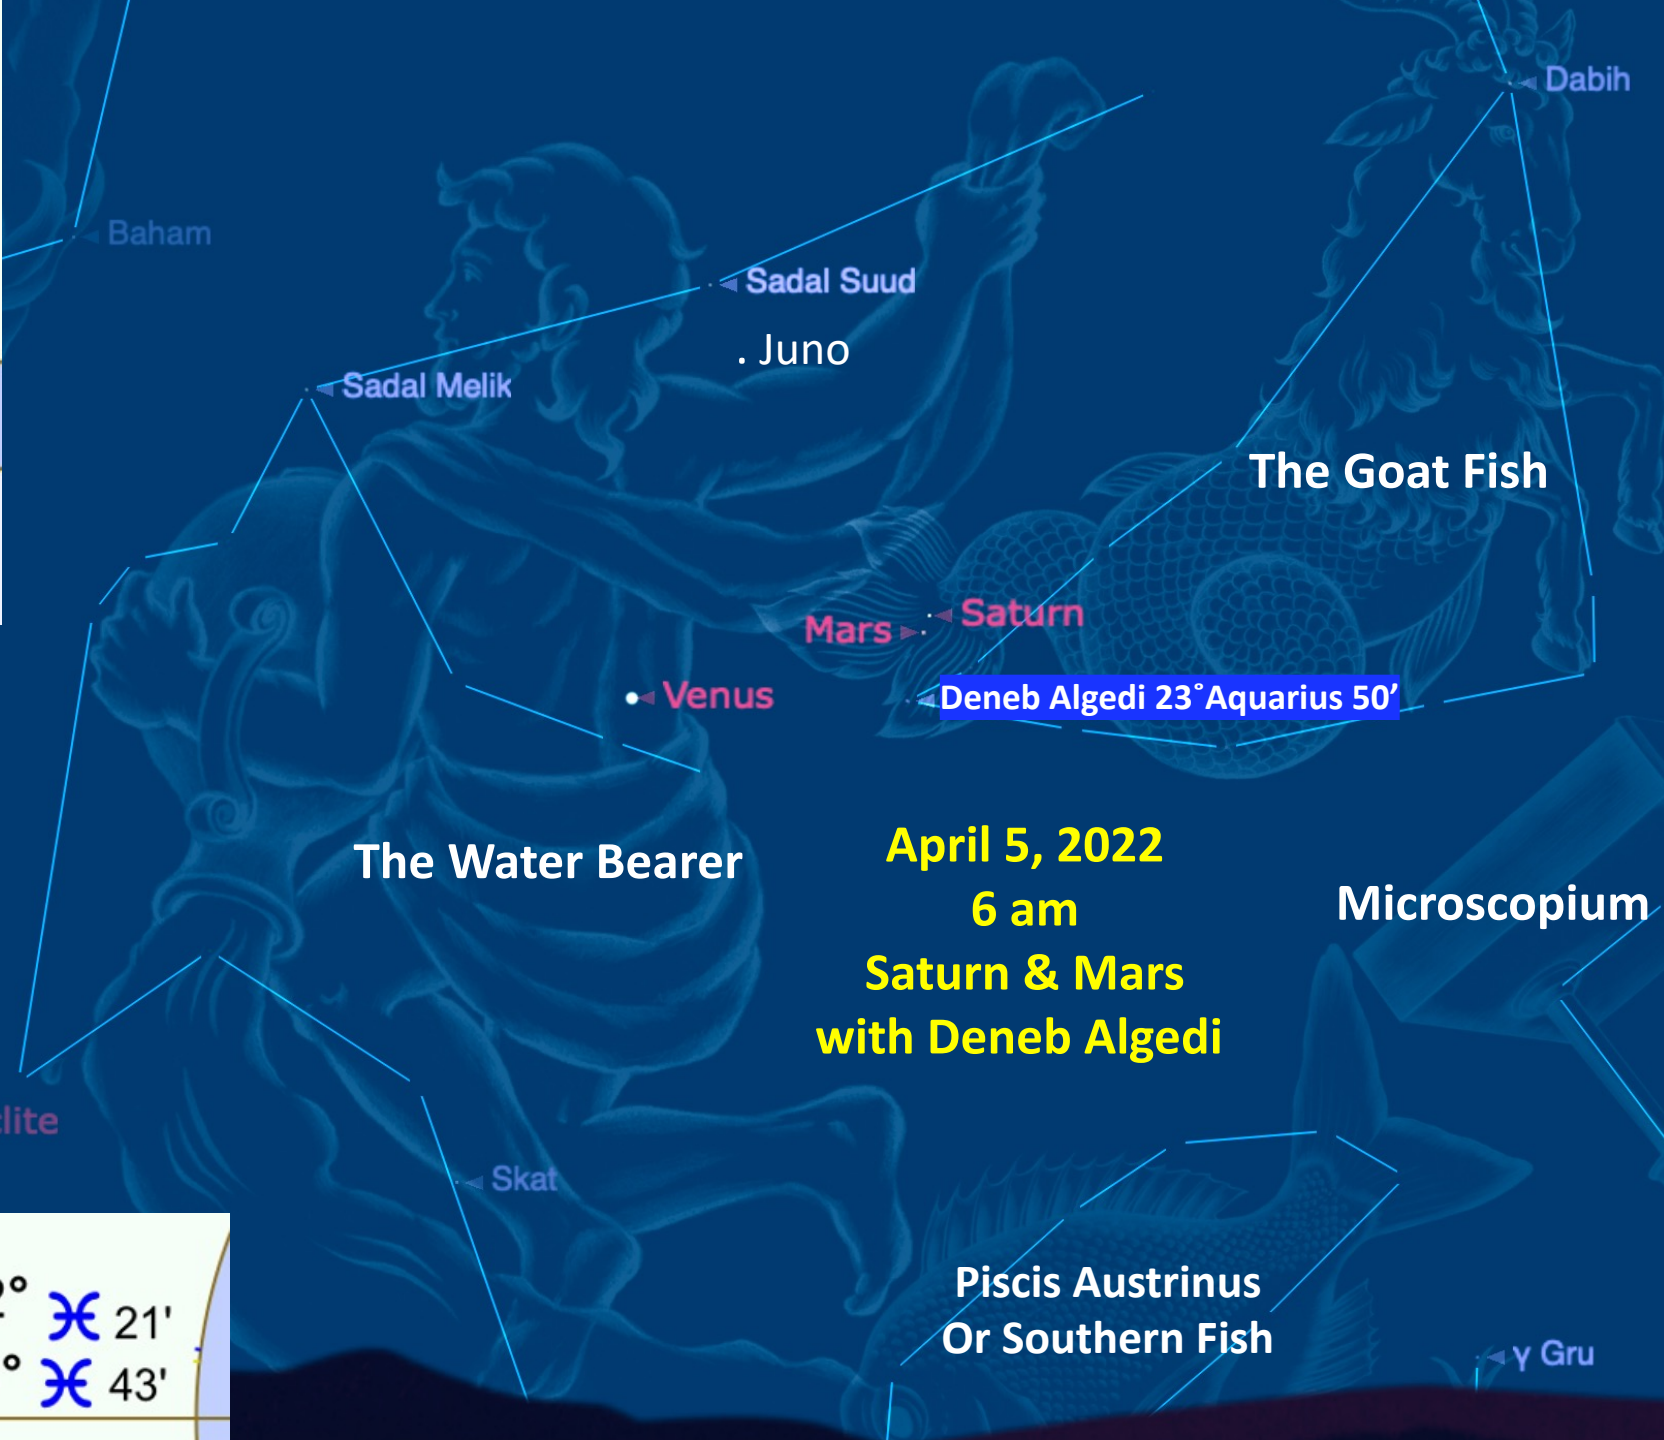 Dabih
Baham
Sadal Suud
. Juno
Sadal Melik
The Goat Fish
Saturn
Mars
Venus
Deneb Algedi 23°Aquarius 50’
The Water Bearer
April 5, 2022
6 am
Saturn & Mars
with Deneb Algedi
Microscopium
lite
Skat
Piscis Austrinus
Or Southern Fish
° ♓ 21'
° ♓ 43'
γ Gru